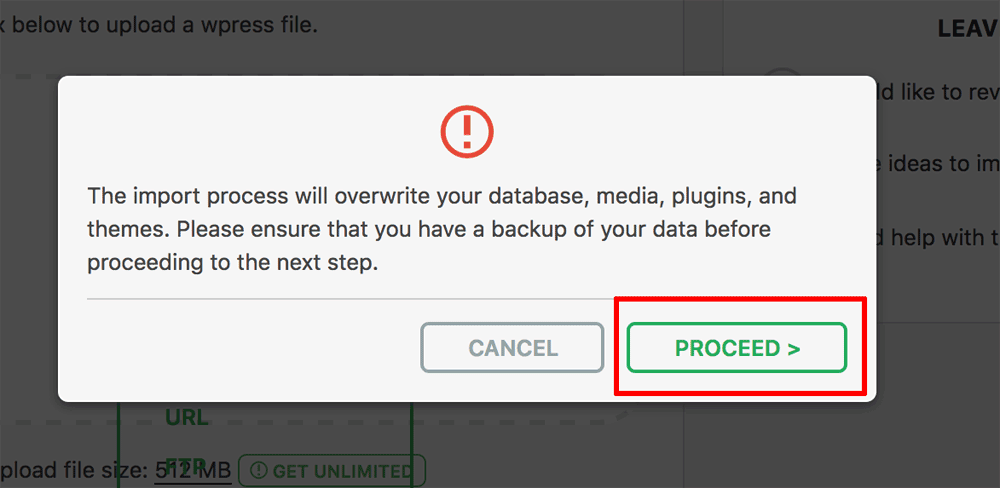 below to upload a wpress file.
LEAV
ld like to rev
The import process will overwrite your database, media, plugins, and
themes. Please ensure that you have a backup of your data before
proceeding to the next step.
ideas to im
help with t
CANCEL
PROCEED >
URL
FTP
pload file size: 512 MB
GET UNLIMITED